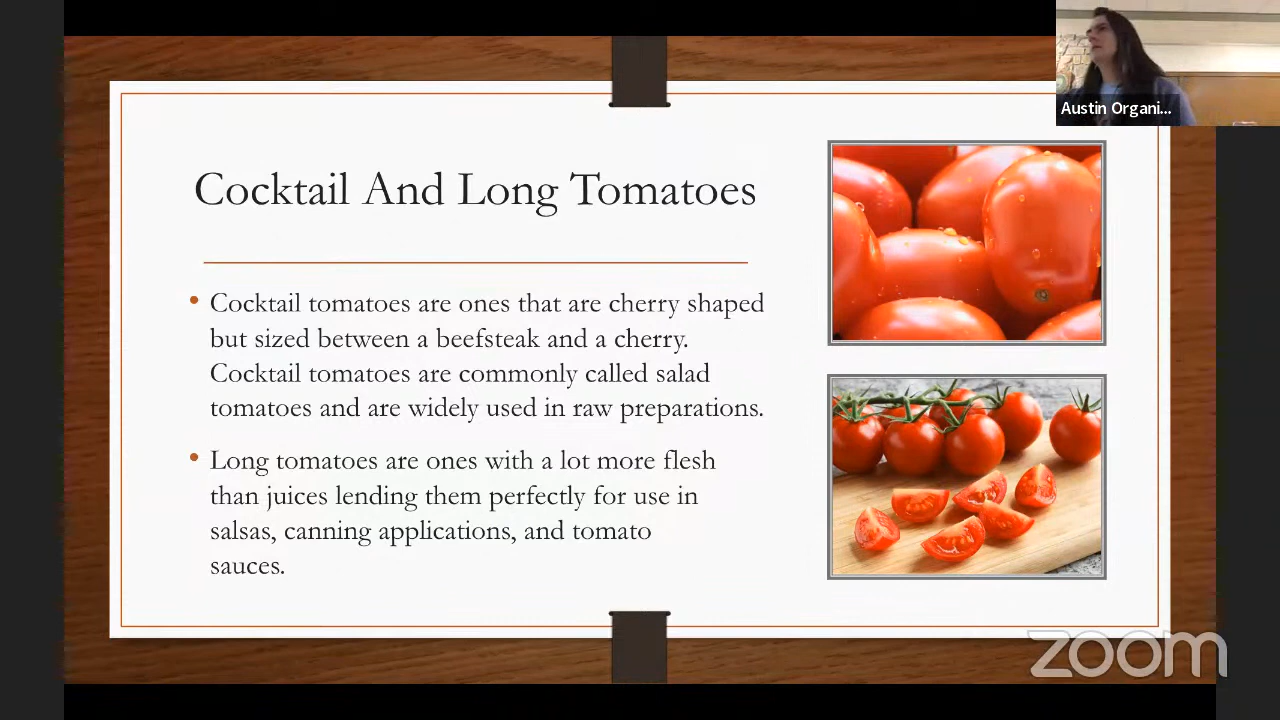 Austin Organi...
Cocktail And Long Tomatoes
• Cocktail tomatoes are ones that are cherry shaped
but sized between a beefsteak and a cherry.
Cocktail tomatoes are commonly called salad
tomatoes and are widely used in raw preparations.
• Long tomatoes are ones with a lot more flesh
than juices lending them perfectly for use in
salsas, canning applications, and tomato
sauces.
zoom